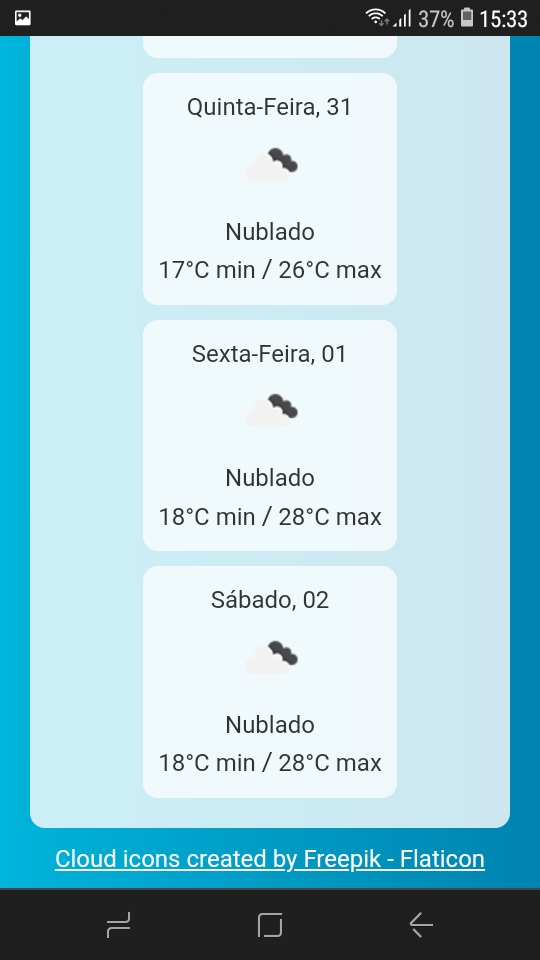 37% 15:33
Quinta-Feira, 31
Nublado
17°C min / 26°C max
Sexta-Feira, 01
Nublado
18°C min / 28°C max
Sábado, 02
Nublado
18°C min / 28°C max
Cloud icons created by Freepik - Flaticon